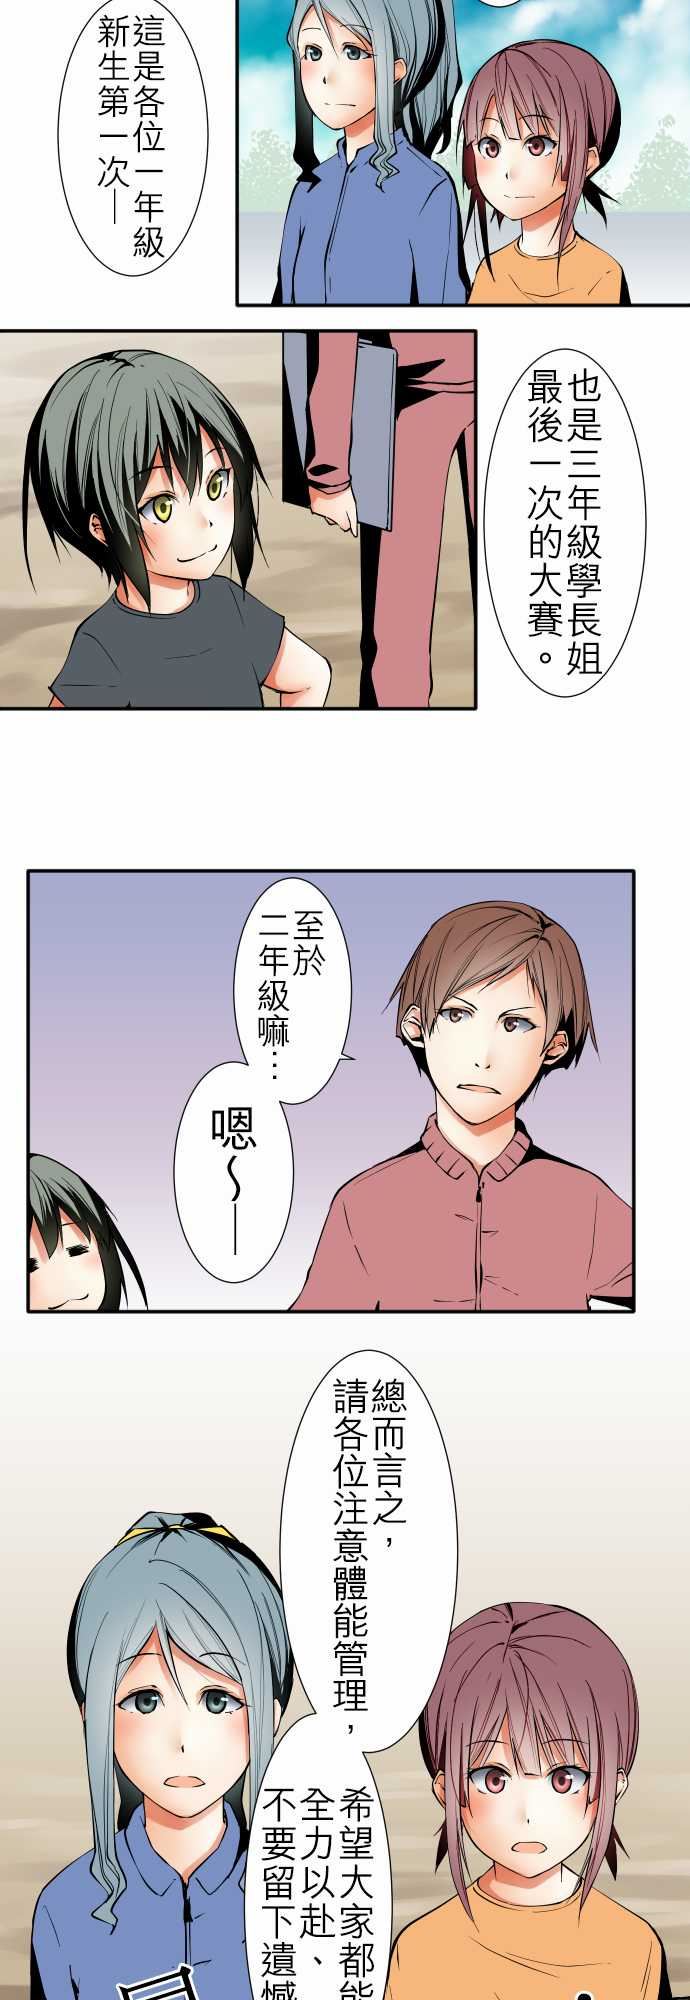 這是各位一年級
新生第一次—
也是三年級學長姐
最後一次的大賽。
至於
二年級嘛…
嗯～—
總而言之，
請各位注意體能管理，
希望大家都能
全力以赴、
不要留下遺憾